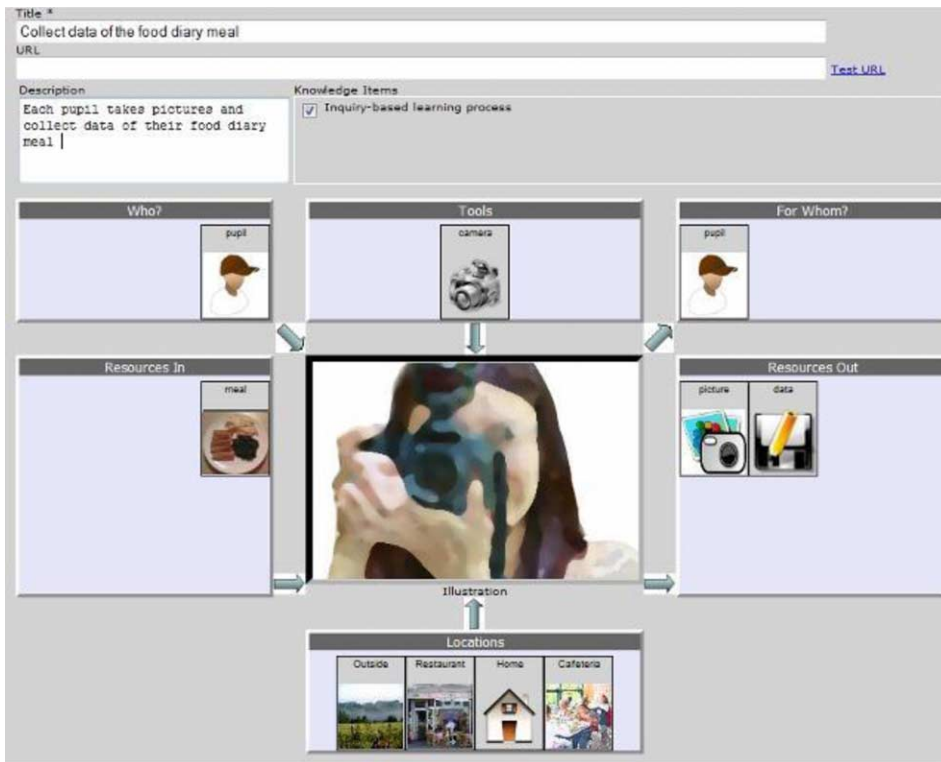 Title *
Collect data of the food diary meal
URL
Test URL
Description
Knowledge Items
Each pupil takes pictures and
collect data of their food diary
meal
Inquiry-based learning process
Who?
Tools
For Whom?
pupil
camera
pupil
Resources In
Resources Out
meal
picture
data
Illustration
Locations
Outside
Restaurant
Home
Cafeteria